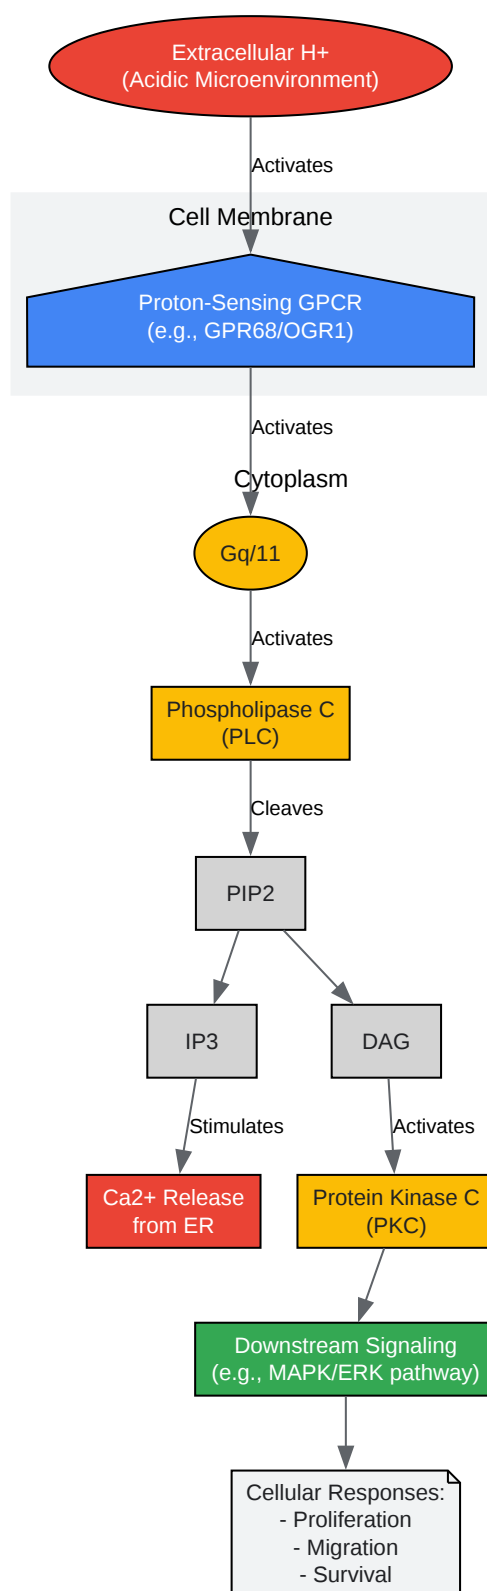 Extracellular H+
(Acidic Microenvironment)
Activates
Cell Membrane
Proton-Sensing GPCR
(e.g., GPR68/OGR1)
Activates
Cytoplasm
Gq/11
Activates
Phospholipase C
(PLC)
Cleaves
PIP2
IP3
DAG
Stimulates
Activates
Ca2+ Release
from ER
Protein Kinase C
(PKC)
Downstream Signaling
(e.g., MAPK/ERK pathway)
Cellular Responses:
- Proliferation
- Migration
- Survival